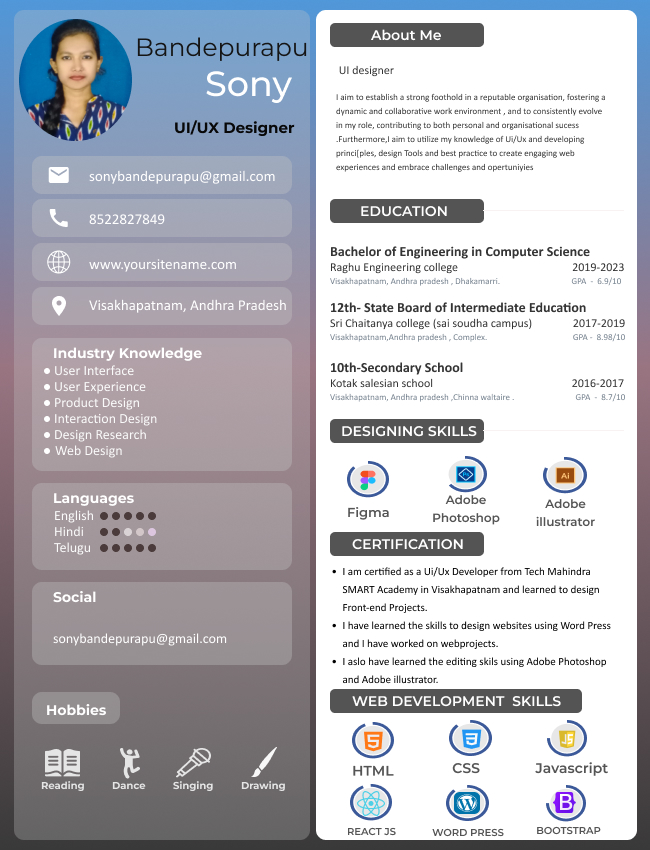 Bandepurapu
Sony
UI/UX Designer
sonybandepurapu@gmail.com
8522827849
www.yoursitename.com
Visakhapatnam, Andhra Pradesh
Industry Knowledge
User Interface
User Experience
Product Design
Interaction Design
Design Research
Web Design
Languages
English
Hindi
Telugu
Social
sonybandepurapu@gmail.com
Hobbies
Reading Dance Singing Drawing
About Me
UI designer
I aim to establish a strong foothold in a reputable organisation, fostering a
dynamic and collaborative work environment , and to consistently evolve
in my role, contributing to both personal and organisational sucess
.Furthermore,I aim to utilize my knowledge of Ui/Ux and developing
princi[ples, design Tools and best practice to create engaging web
experiences and embrace challenges and opertuniyies
EDUCATION
Bachelor of Engineering in Computer Science
Raghu Engineering college 2019-2023
Visakhapatnam, Andhra pradesh , Dhakamarri. GPA - 6.9/10
12th- State Board of Intermediate Education
Sri Chaitanya college (sai soudha campus) 2017-2019
Visakhapatnam,Andhra pradesh , Complex. GPA - 8.98/10
10th-Secondary School
Kotak salesian school 2016-2017
Visakhapatnam, Andhra pradesh ,Chinna waltaire . GPA - 8.7/10
DESIGNING SKILLS
Ps
Ai
Figma
Adobe
Photoshop
Adobe
illustrator
CERTIFICATION
• I am certified as a Ui/Ux Developer from Tech Mahindra
SMART Academy in Visakhapatnam and learned to design
Front-end Projects.
• I have learned the skills to design websites using Word Press
and I have worked on webprojects.
• I aslo have learned the editing skils using Adobe Photoshop
and Adobe illustrator.
WEB DEVELOPMENT SKILLS
5 3 JS
HTML CSS Javascript
W B
REACT JS WORD PRESS BOOTSTRAP